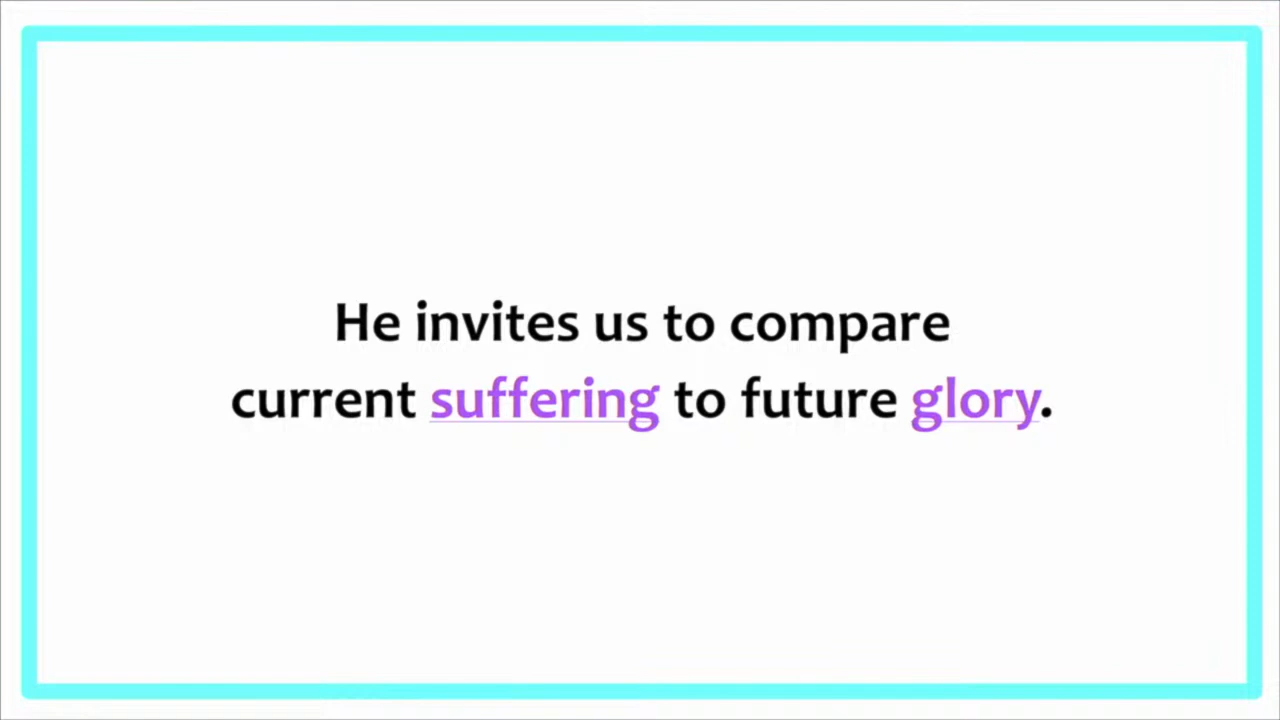 He invites us to compare
current suffering to future glory.